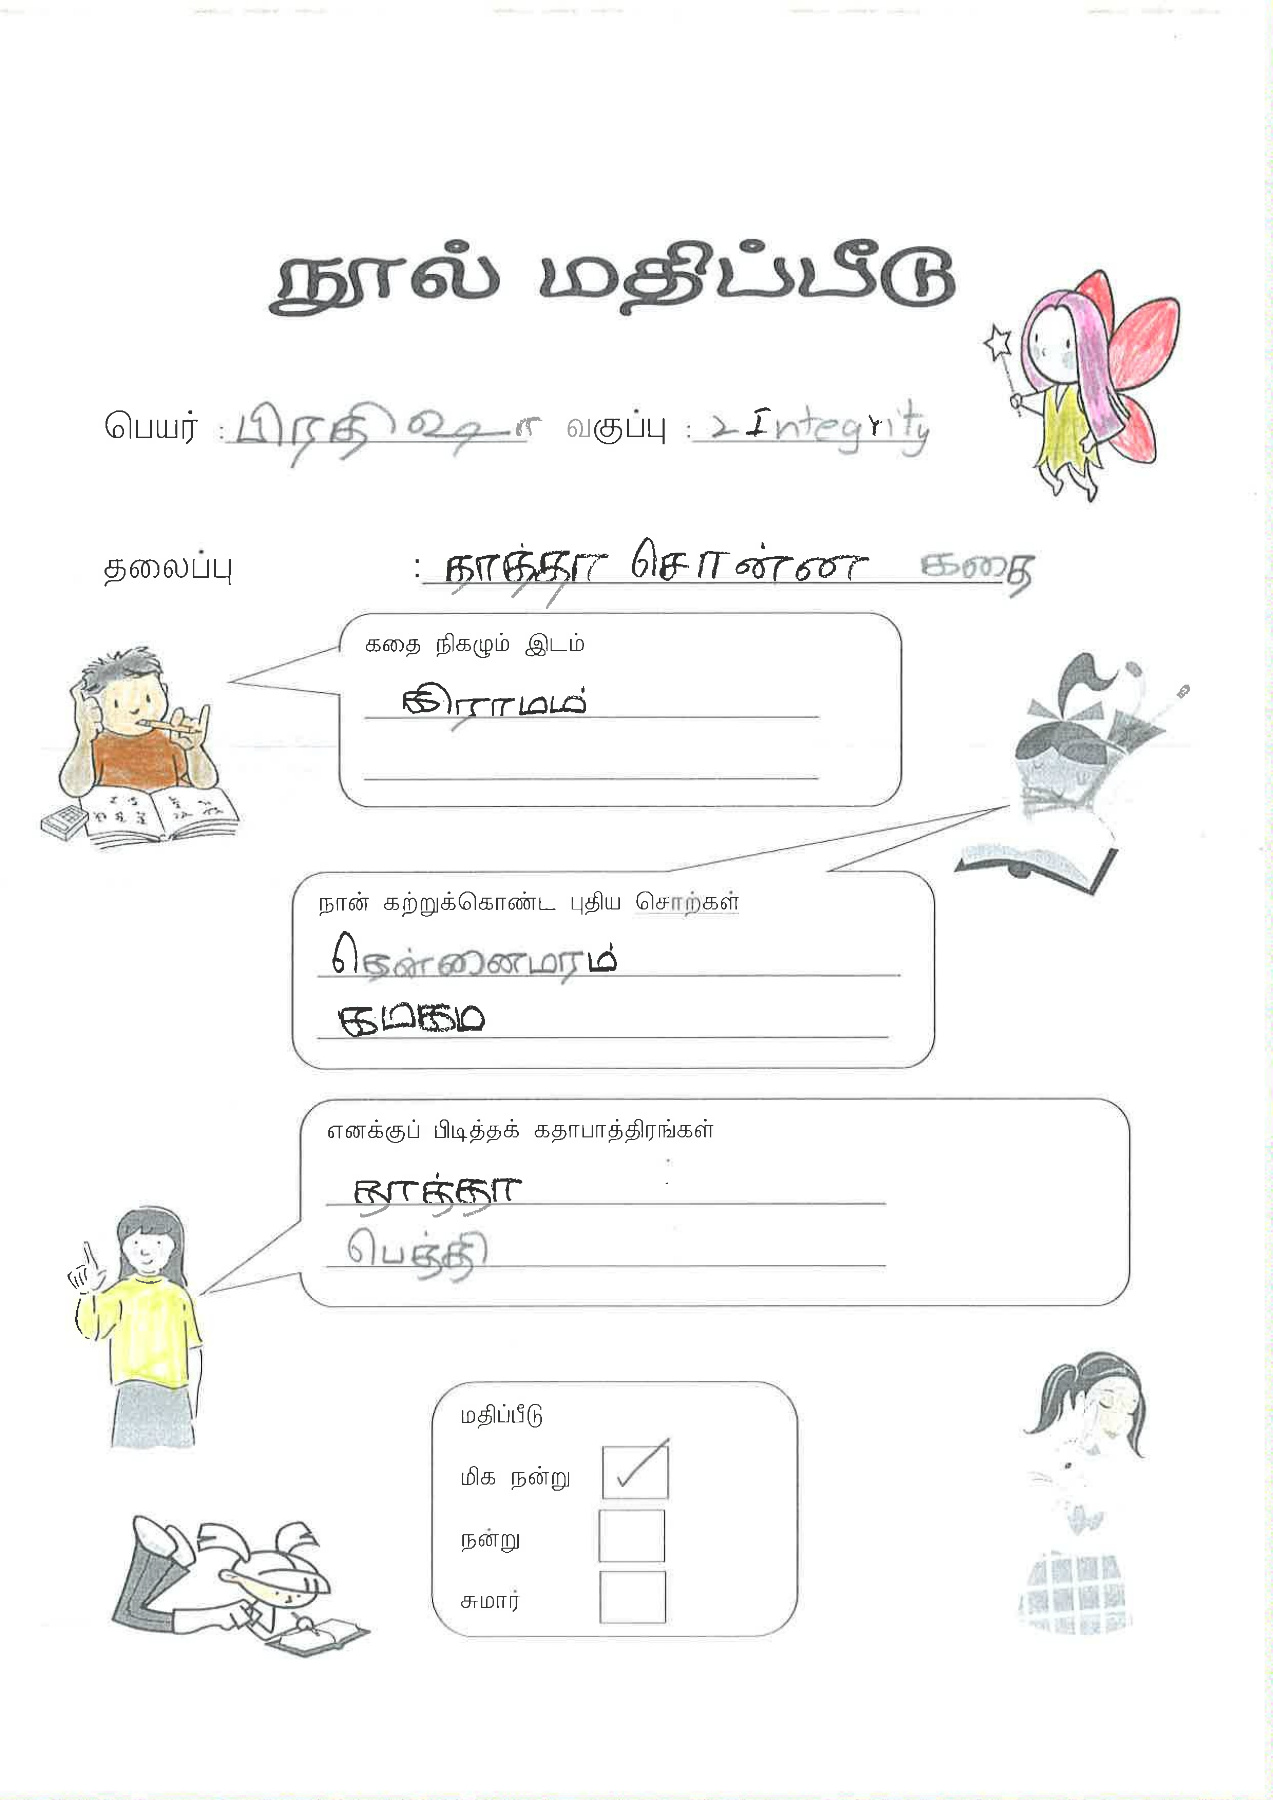 நூல் மதிப்பீடு
பெயர் : பிரதிஷா வகுப்பு : 2 Integrity
தலைப்பு : தாத்தா சொன்ன கதை
கதை நிகழும் இடம்
கிராமம்
நான் கற்றுக்கொண்ட புதிய சொற்கள்
தென்னைமரம்
கமகம
எனக்குப் பிடித்தக் கதாபாத்திரங்கள்
தாத்தா
பெத்தி
மதிப்பீடு
மிக நன்று
நன்று
சுமார்